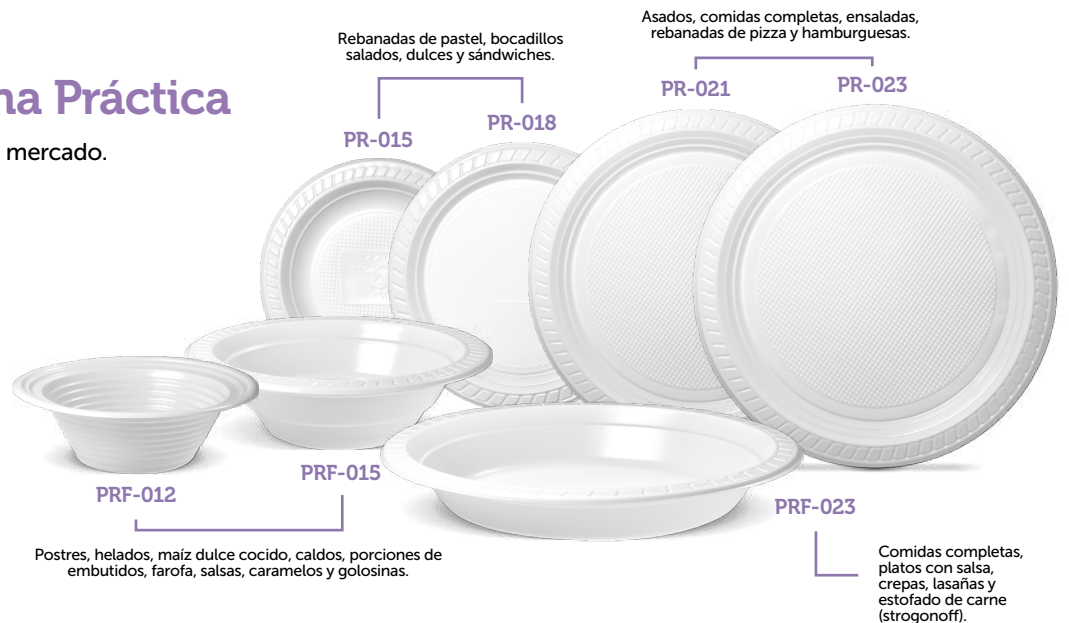 Asados, comidas completas, ensaladas,
rebanadas de pizza y hamburguesas.
Rebanadas de pastel, bocadillos
salados, dulces y sándwiches.
PR-021
PR-023
na Práctica
PR-018
PR-015
mercado.
PRF-015
PRF-012
PRF-023
Postres, helados, maíz dulce cocido, caldos, porciones de
embutidos, farofa, salsas, caramelos y golosinas.
Comidas completas,
platos con salsa,
crepas, lasañas y
estofado de carne
(strogonoff).